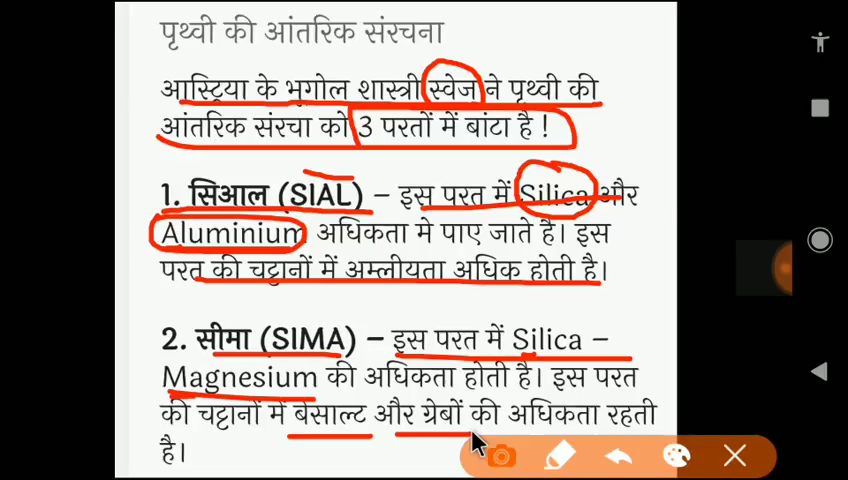 पृथ्वी की आंतरिक संरचना
आस्ट्रिया के भूगोल शास्त्री स्वेज ने पृथ्वी की
आंतरिक संरचा को 3 परतों में बांटा है !
1. सिआल (SIAL) – इस परत में Silica और
Aluminium अधिकता मे पाए जाते है। इस
परत की चट्टानों में अम्लीयता अधिक होती है।
2. सीमा (SIMA) – इस परत में Silica –
Magnesium की अधिकता होती है। इस परत
की चट्टानों में बेसाल्ट और ग्रेबों की अधिकता रहती
है।